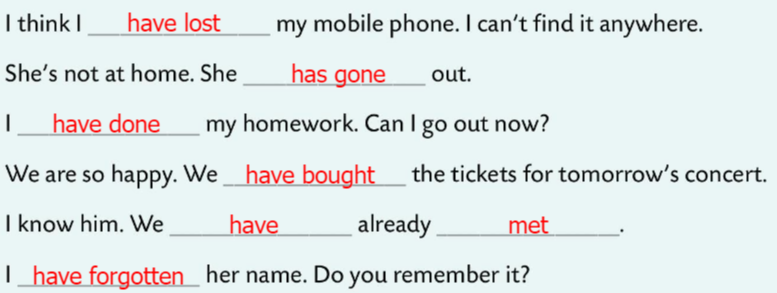 I think I have lost my mobile phone. I can't find it anywhere.
She's not at home. She has gone out.
I have done my homework. Can I go out now?
We are so happy. We have bought the tickets for tomorrow's concert.
I know him. We have already met.
I have forgotten her name. Do you remember it?